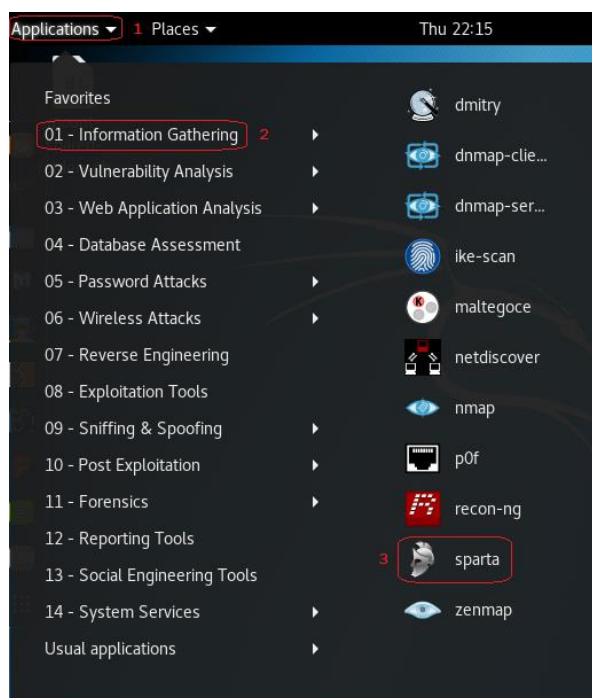 Applications 1 Places Thu 22:15
Favorites
01 - Information Gathering 2
02 - Vulnerability Analysis
03 - Web Application Analysis
04 - Database Assessment
05 - Password Attacks
06 - Wireless Attacks
07 - Reverse Engineering
08 - Exploitation Tools
09 - Sniffing & Spoofing
10 - Post Exploitation
11 - Forensics
12 - Reporting Tools
13 - Social Engineering Tools
14 - System Services
Usual applications
dmitry
dnmap-clie...
dnmap-ser...
ike-scan
maltegoce
netdiscover
nmap
p0f
recon-ng
3 sparta
zenmap